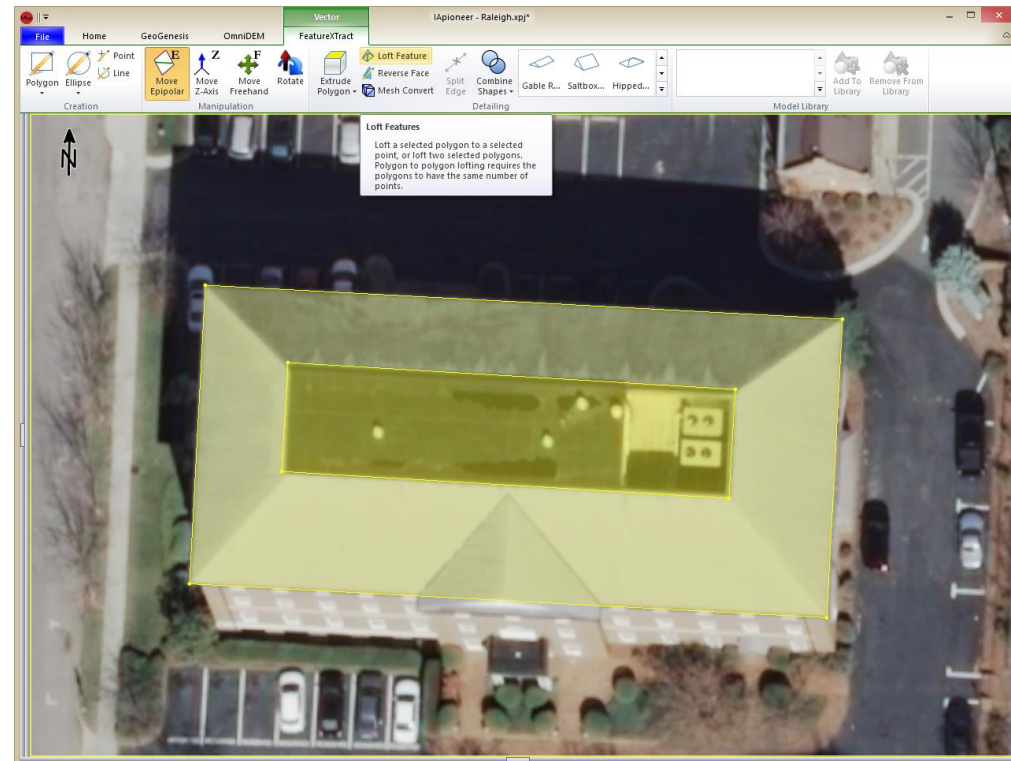 Vector
IApioneer - Raleigh.xpj*
File
Home
GeoGenesis
OmniDEM
FeatureXTract
Polygon
Ellipse
Point
Line
Creation
E
Move
Epipolar
Z
Move
Z-Axis
F
Move
Freehand
Rotate
Manipulation
Extrude
Polygon
Loft Feature
Reverse Face
Mesh Convert
Split
Edge
Combine
Shapes
Gable R...
Saltbox...
Hipped...
Detailing
Add To
Library
Remove From
Library
Model Library
Loft Features
Loft a selected polygon to a selected
point, or loft two selected polygons.
Polygon to polygon lofting requires the
polygons to have the same number of
points.
N